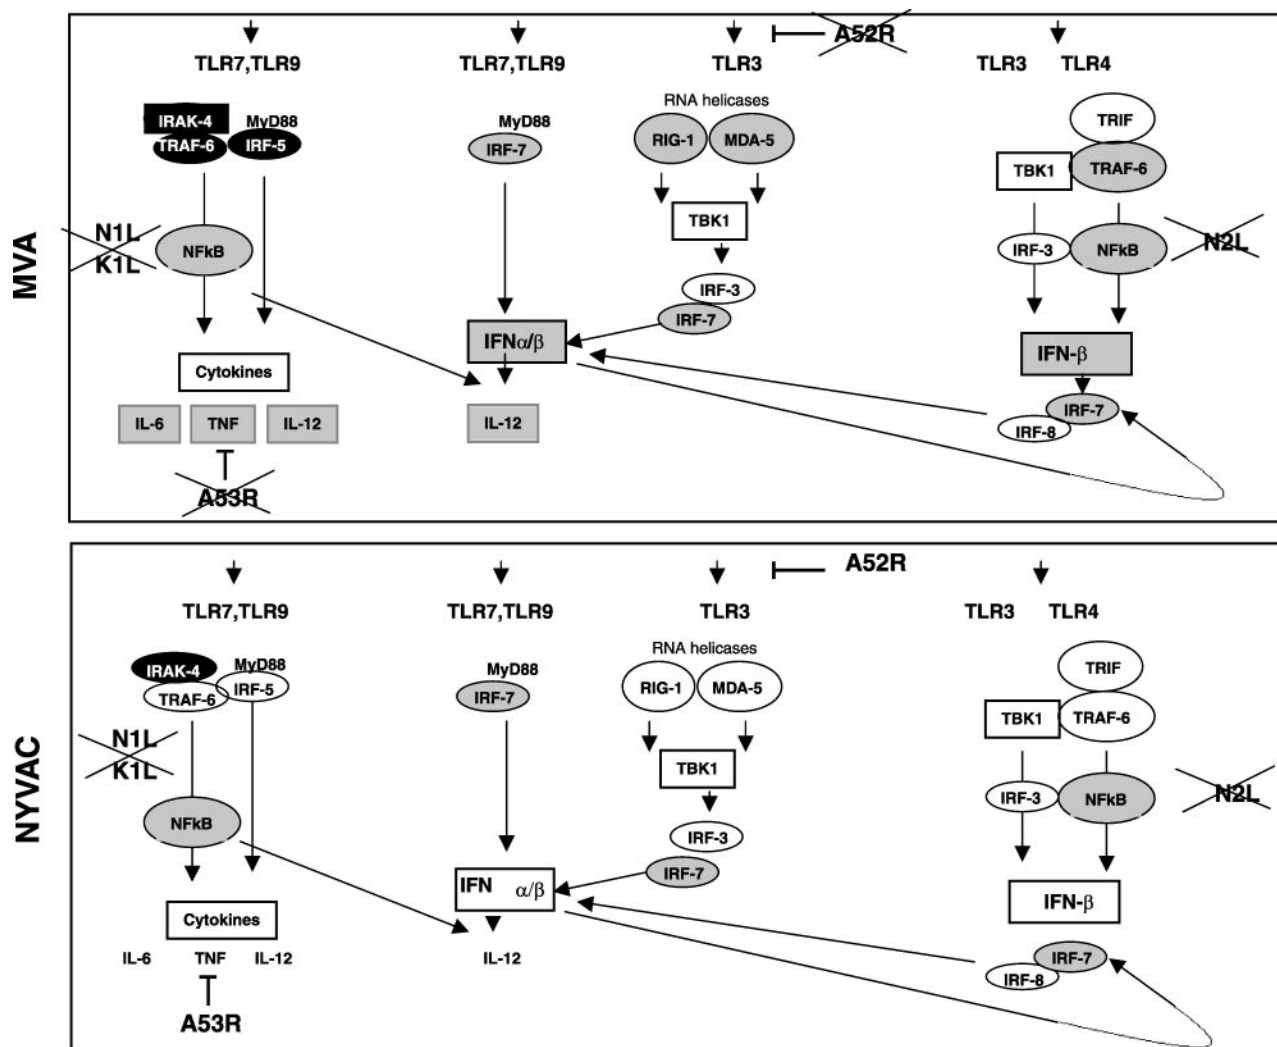 MVA
A52R
TLR7,TLR9
TLR7,TLR9
TLR3
TLR3
TLR4
IRAK-4
TRAF-6
MyD88
IRF-5
MyD88
IRF-7
RNA helicases
RIG-1
MDA-5
TRIF
TBK1
TRAF-6
TBK1
N1L
K1L
NFkB
IRF-3
NFkB
N2L
IRF-3
IRF-7
IFNα/β
IFN-β
Cytokines
IL-6
TNF
IL-12
IL-12
IRF-7
IRF-8
A53R
NYVAC
A52R
TLR7,TLR9
TLR7,TLR9
TLR3
TLR3
TLR4
IRAK-4
TRAF-6
MyD88
IRF-5
MyD88
IRF-7
RNA helicases
RIG-1
MDA-5
TRIF
TBK1
TRAF-6
N1L
K1L
TBK1
NFkB
IRF-3
NFkB
N2L
IRF-3
IRF-7
IFN α/β
IFN-β
Cytokines
IL-6
TNF
IL-12
IL-12
IRF-7
IRF-8
A53R